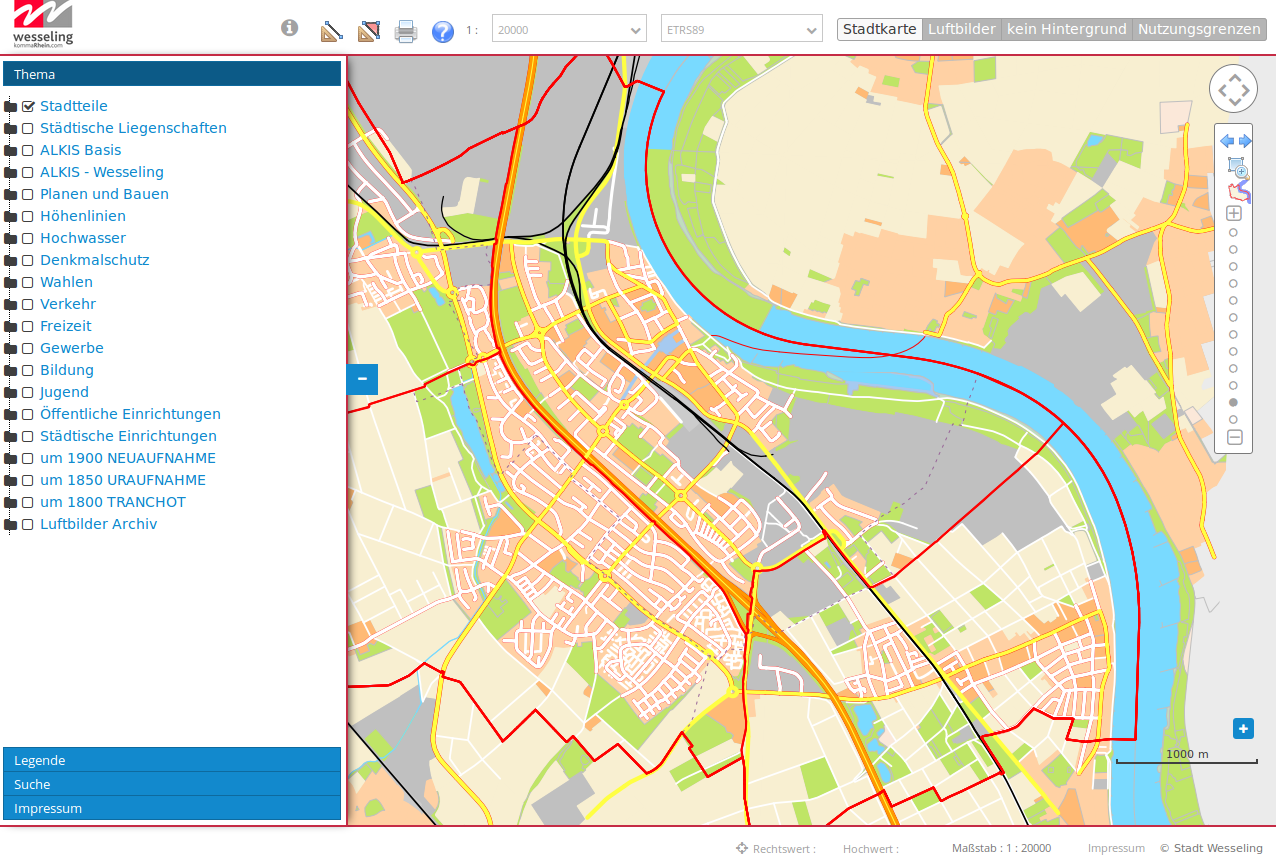 wesseling
kommaRhein.com
1 :
20000
ETRS89
Stadtkarte
Luftbilder
kein Hintergrund
Nutzungsgrenzen
Thema
Stadtteile
Städtische Liegenschaften
ALKIS Basis
ALKIS - Wesseling
Planen und Bauen
Höhenlinien
Hochwasser
Denkmalschutz
Wahlen
Verkehr
Freizeit
Gewerbe
Bildung
Jugend
Öffentliche Einrichtungen
Städtische Einrichtungen
um 1900 NEUAUFNAHME
um 1850 URAUFNAHME
um 1800 TRANCHOT
Luftbilder Archiv
Legende
Suche
Impressum
1000 m
Rechtswert :
Hochwert :
Maßstab : 1 : 20000
Impressum
© Stadt Wesseling